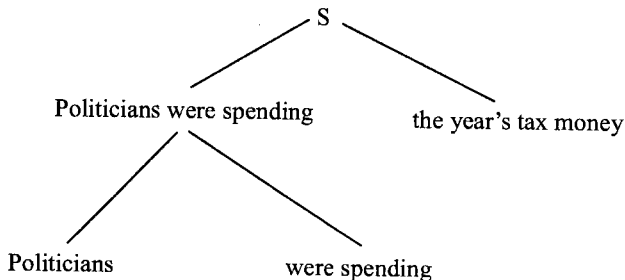 S
Politicians were spending
the year's tax money
Politicians
were spending